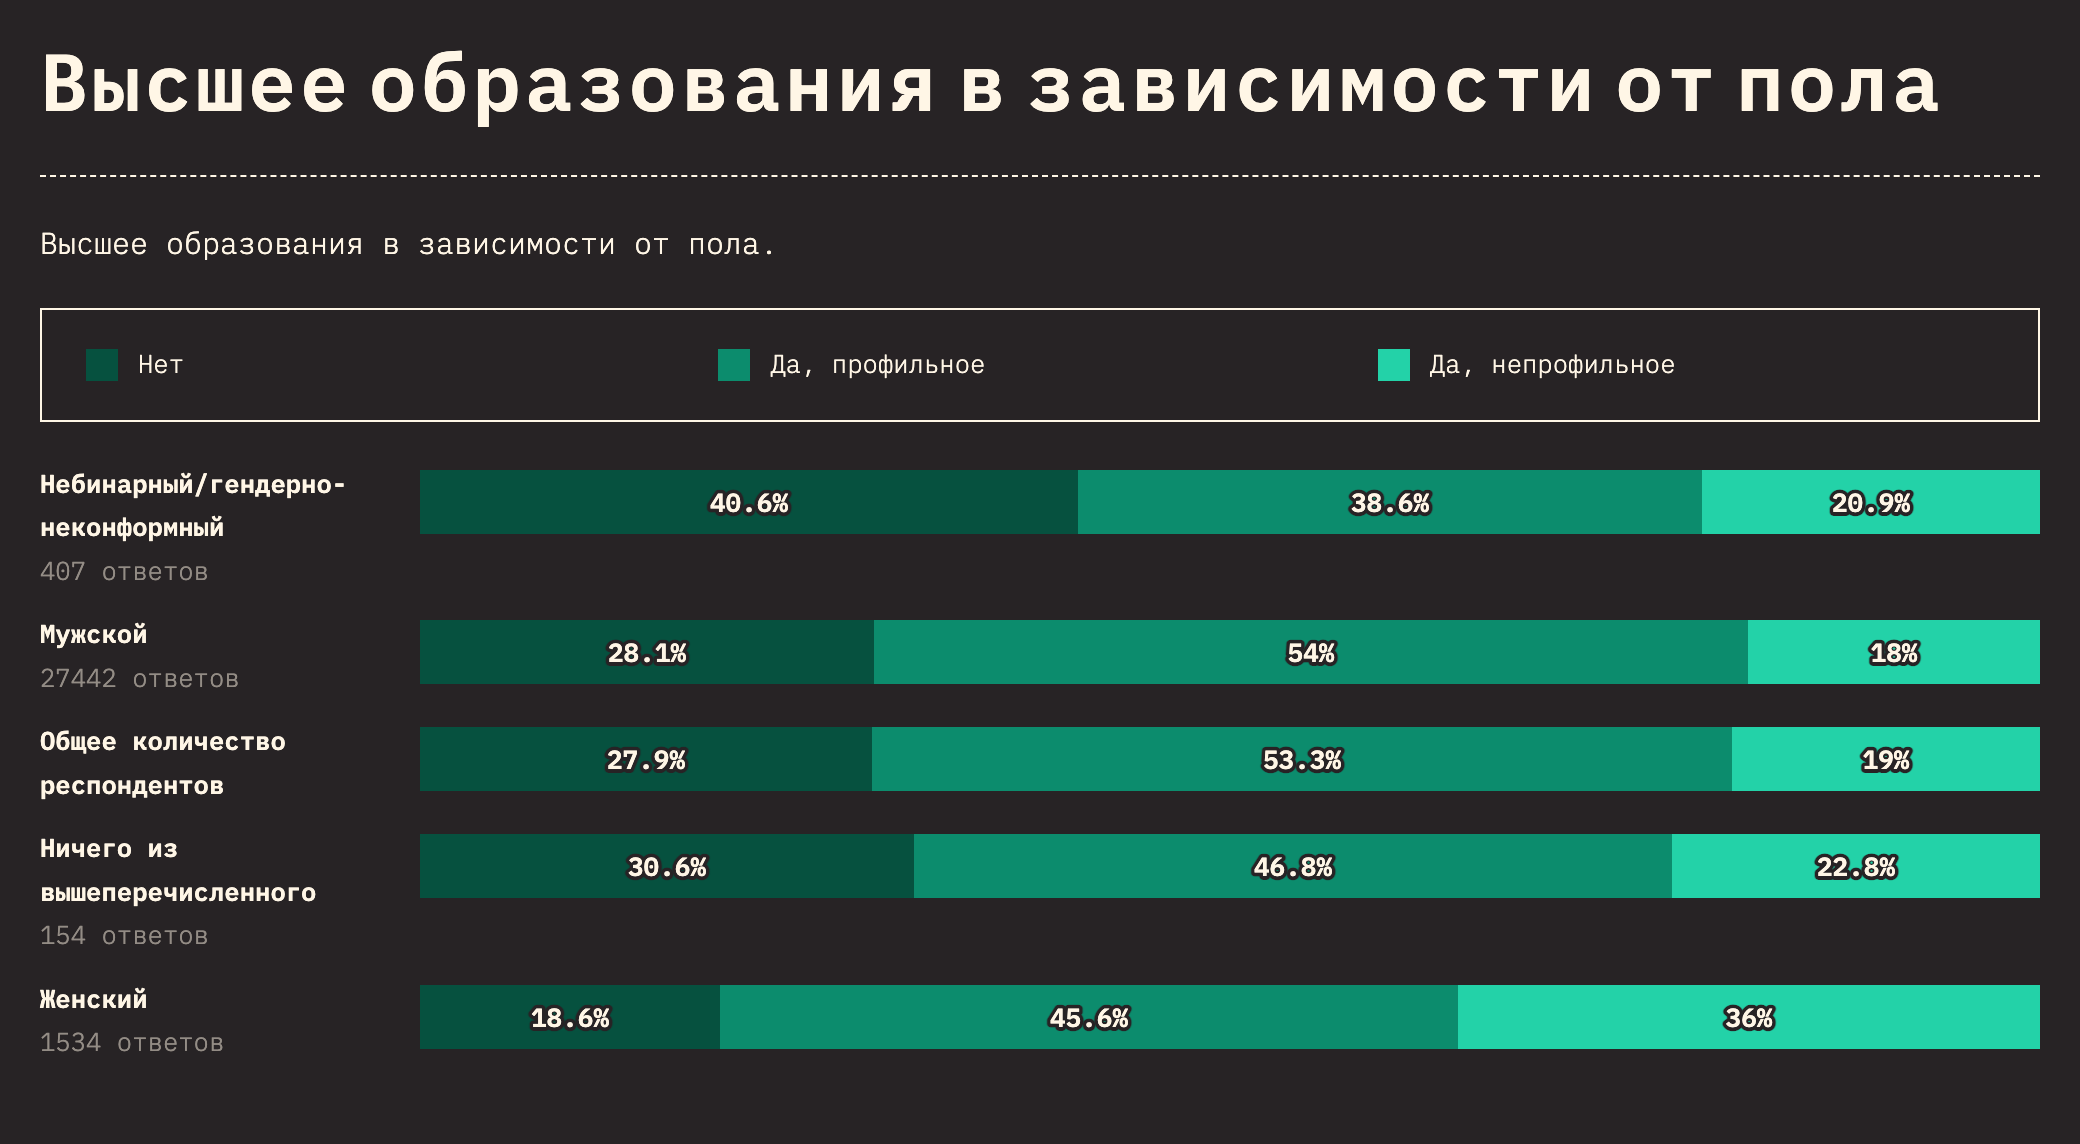 Высшее образования в зависимости от пола
Высшее образования в зависимости от пола.
Нет
Да, профильное
Да, непрофильное
Небинарный/гендерно-
неконформный
407 ответов
40.6%
38.6%
20.9%
Мужской
27442 ответов
28.1%
54%
18%
Общее количество
респондентов
27.9%
53.3%
19%
Ничего из
вышеперечисленного
154 ответов
30.6%
46.8%
22.8%
Женский
1534 ответов
18.6%
45.6%
36%